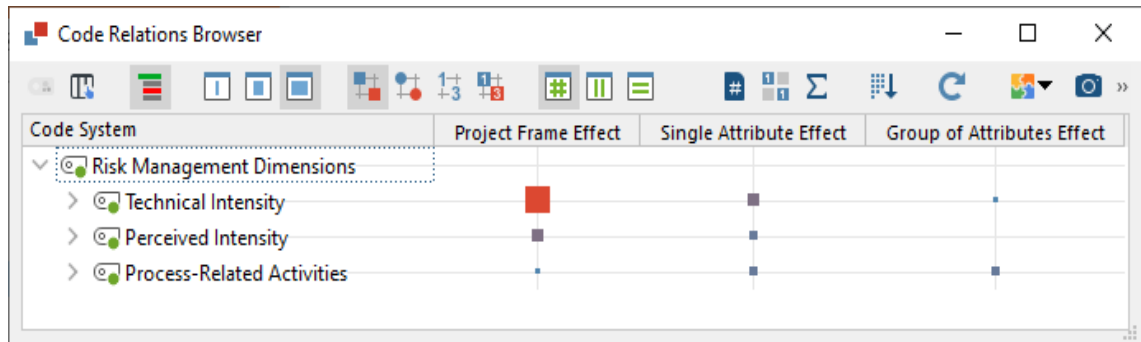 Code Relations Browser
Code System Project Frame Effect Single Attribute Effect Group of Attributes Effect
Risk Management Dimensions
Technical Intensity
Perceived Intensity
Process-Related Activities